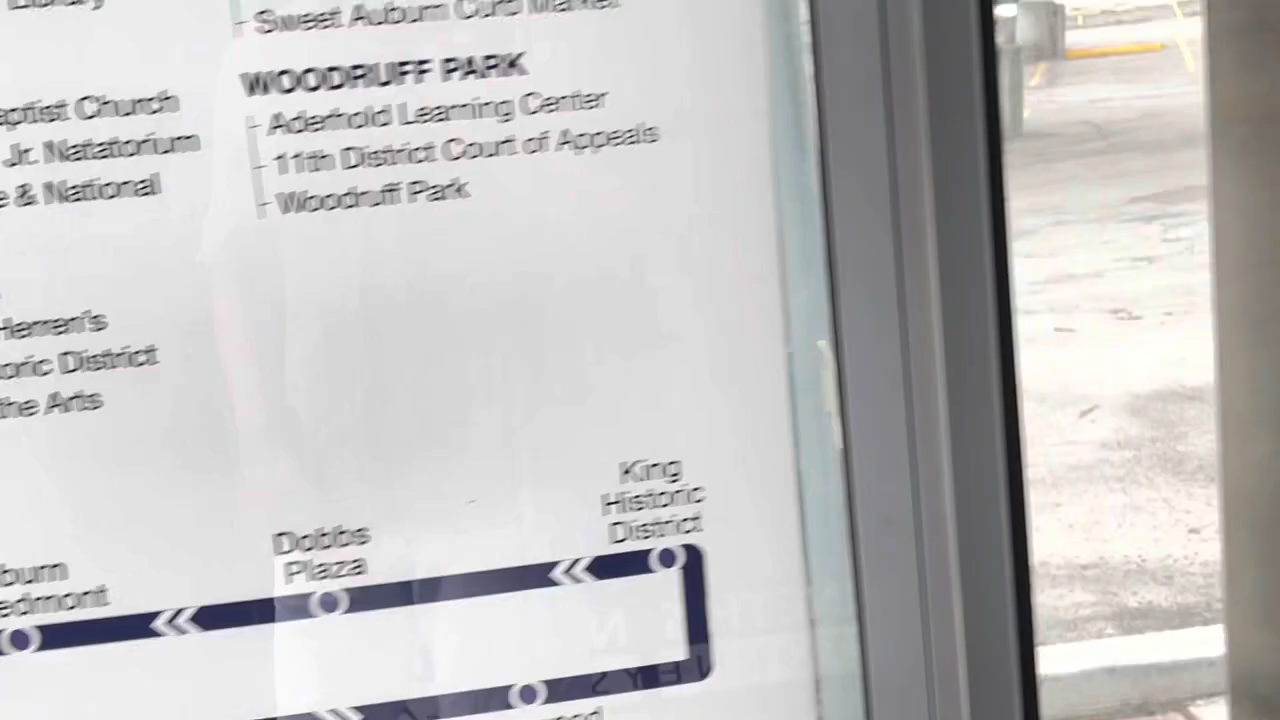 Library
Sweet Auburn Curb Market
WOODRUFF PARK
Aderhold Learning Center
11th District Court of Appeals
Woodruff Park
aptist Church
Jr. Natatorium
e & National
Herren's
oric District
the Arts
King
Historic
District
Dobbs
Plaza
burn
edmont